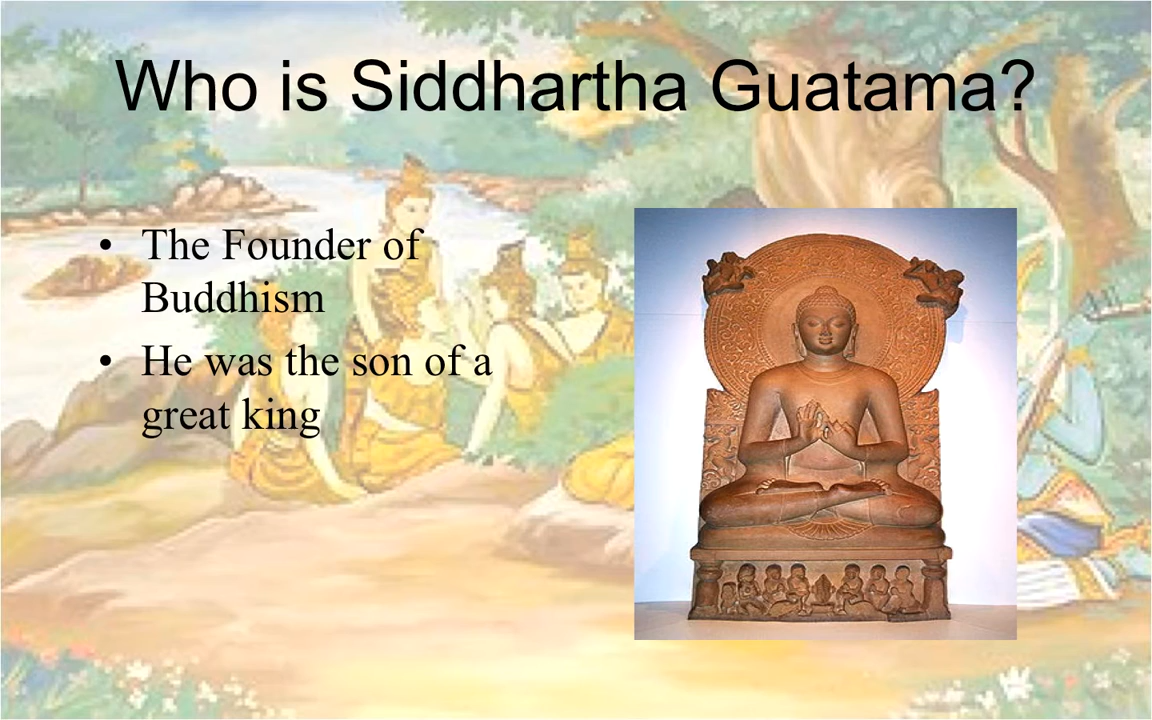 Who is Siddhartha Guatama?
• The Founder of
Buddhism
• He was the son of a
great king